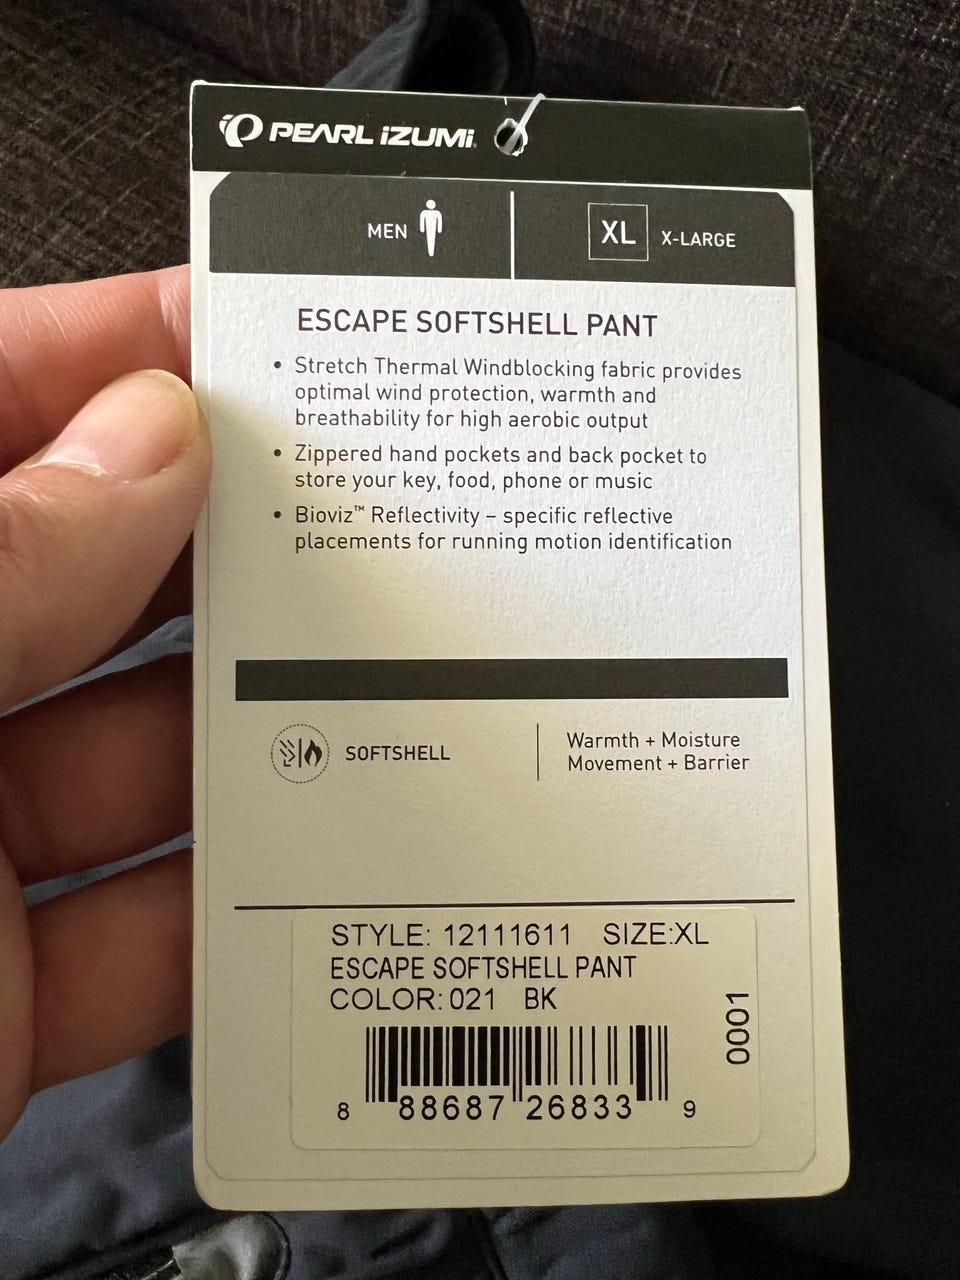 PEARL iZUMi
MEN
XL X-LARGE
ESCAPE SOFTSHELL PANT
• Stretch Thermal Windblocking fabric provides
optimal wind protection, warmth and
breathability for high aerobic output
• Zippered hand pockets and back pocket to
store your key, food, phone or music
• Bioviz™ Reflectivity – specific reflective
placements for running motion identification
SOFTSHELL
Warmth + Moisture
Movement + Barrier
STYLE: 12111611 SIZE:XL
ESCAPE SOFTSHELL PANT
COLOR: 021 BK
0001
8 88687 26833 9